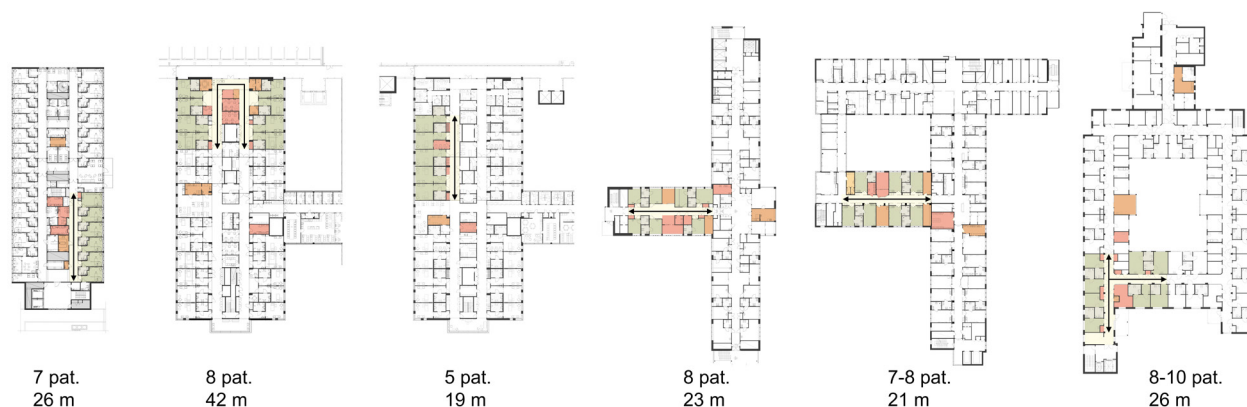 7 pat.
26 m
8 pat.
42 m
5 pat.
19 m
8 pat.
23 m
7-8 pat.
21 m
8-10 pat.
26 m